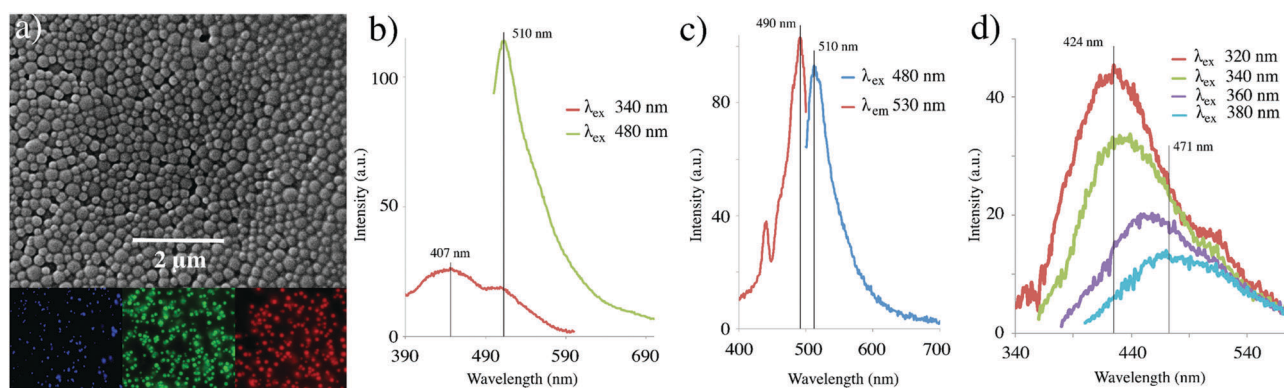 a)
2 µm
b)
510 nm
λex 340 nm
λex 480 nm
407 nm
100
50
0
390 490 590 690
Intensity (a.u.)
Wavelength (nm)
c)
490 nm
510 nm
λex 480 nm
λem 530 nm
80
40
0
400 500 600 700
Intensity (a.u.)
Wavelength (nm)
d)
424 nm
λex 320 nm
λex 340 nm
λex 360 nm
λex 380 nm
471 nm
40
20
0
340 440 540
Intensity (a.u.)
Wavelength (nm)